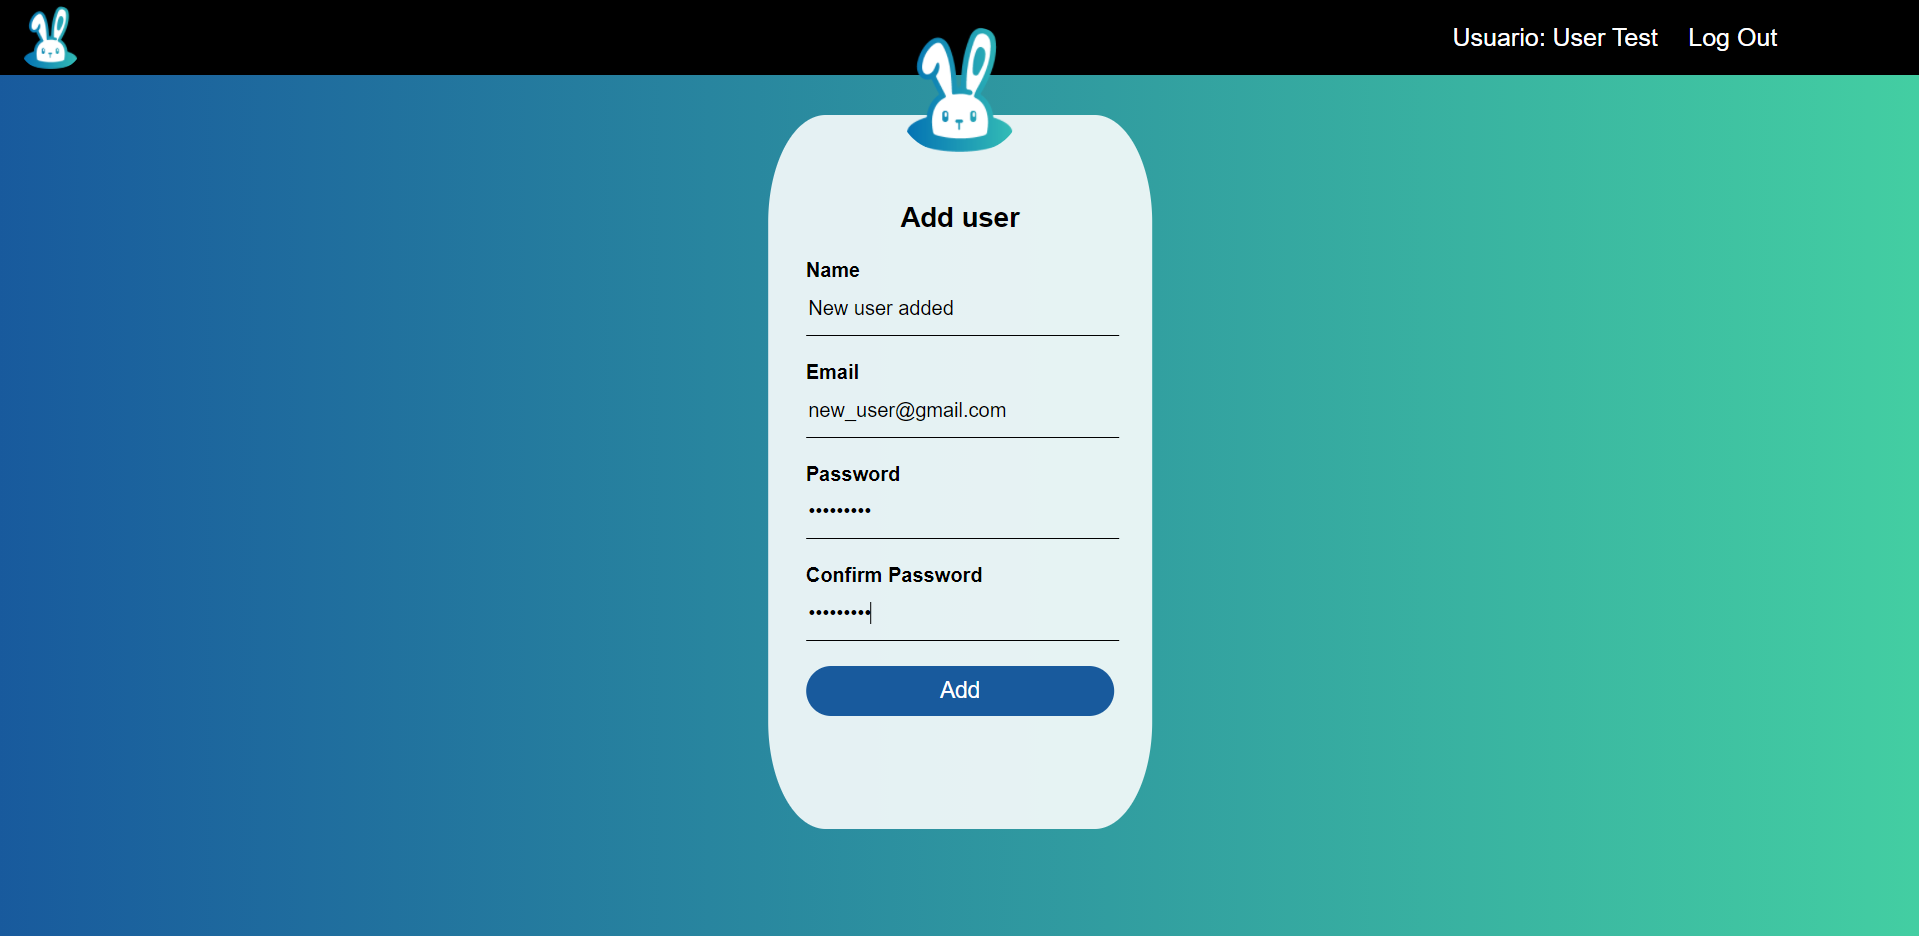 Usuario: User Test Log Out
Add user
Name
New user added
Email
new_user@gmail.com
Password
•••••••••
Confirm Password
•••••••••
Add